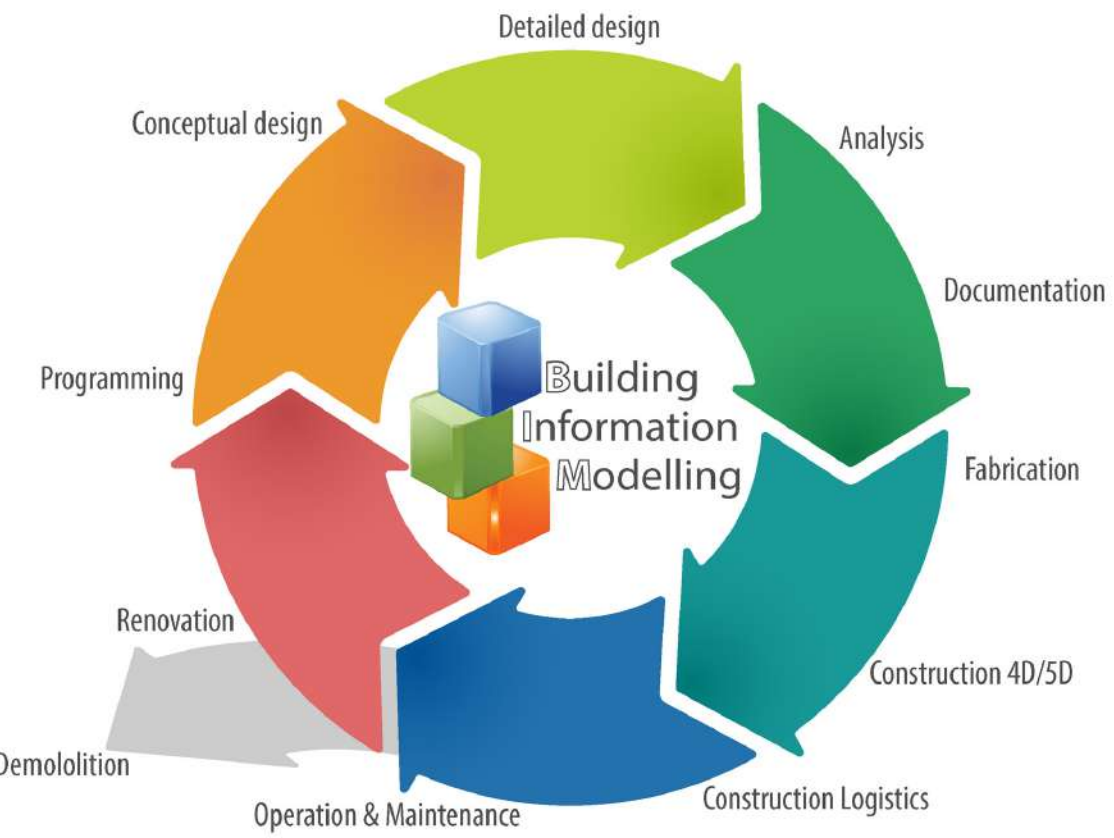 Detailed design
Conceptual design
Analysis
Documentation
Programming
Building
Information
Modelling
Fabrication
Renovation
Construction 4D/5D
Demololition
Construction Logistics
Operation & Maintenance